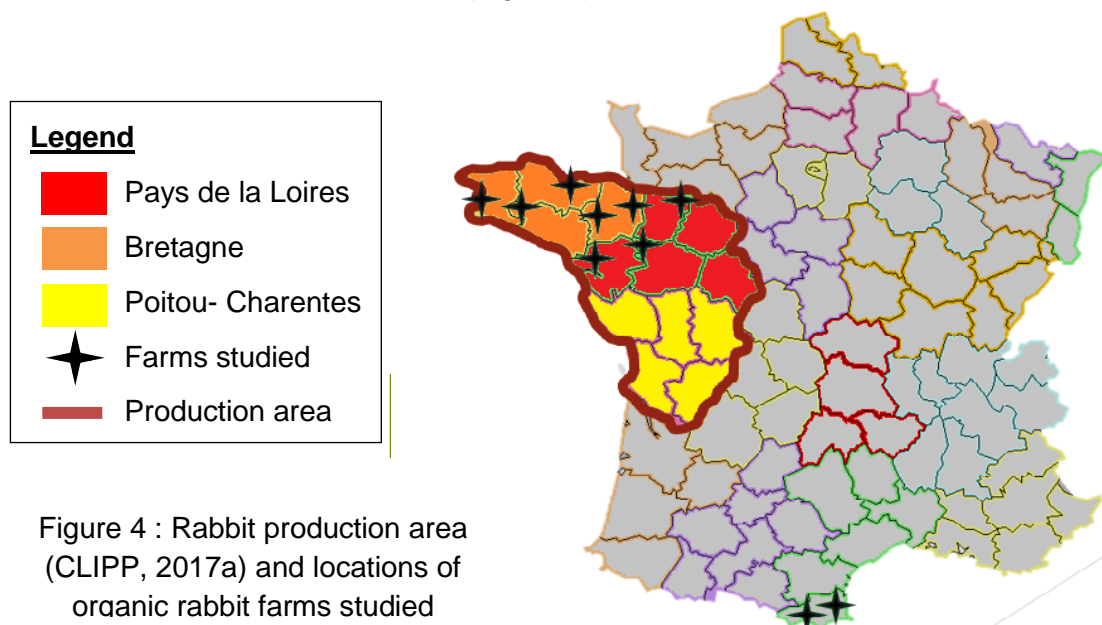 Legend
Pays de la Loires
Bretagne
Poitou- Charentes
Farms studied
Production area
Figure 4 : Rabbit production area
(CLIPP, 2017a) and locations of
organic rabbit farms studied